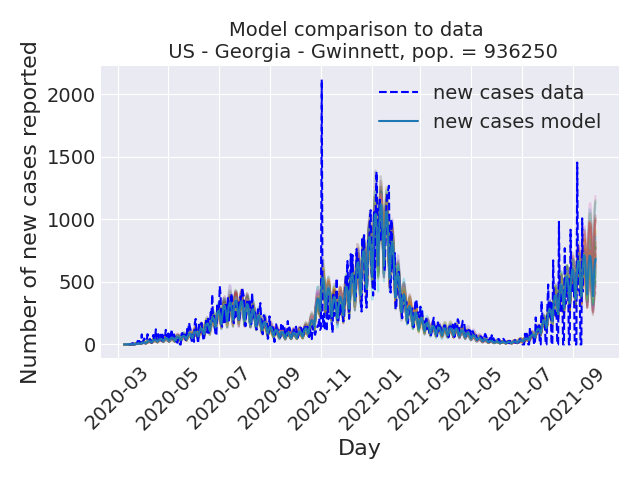 Model comparison to data
US - Georgia - Gwinnett, pop. = 936250
Number of new cases reported
2000
1500
1000
500
0
new cases data
new cases model
2020-03
2020-05
2020-07
2020-09
2020-11
2021-01
2021-03
2021-05
2021-07
2021-09
Day